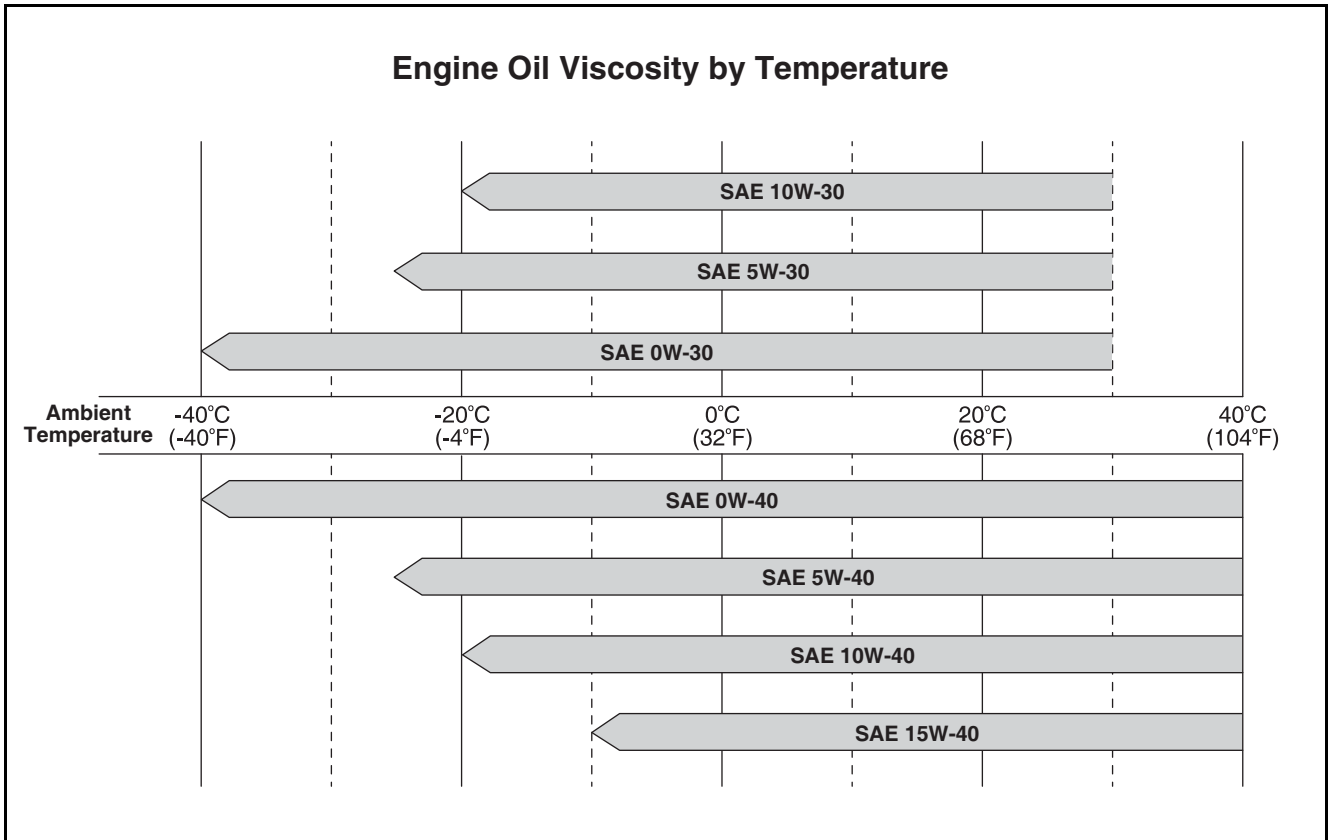 Engine Oil Viscosity by Temperature
SAE 10W-30
SAE 5W-30
SAE 0W-30
Ambient Temperature
-40°C
(-40°F)
-20°C
(-4°F)
0°C
(32°F)
20°C
(68°F)
40°C
(104°F)
SAE 0W-40
SAE 5W-40
SAE 10W-40
SAE 15W-40